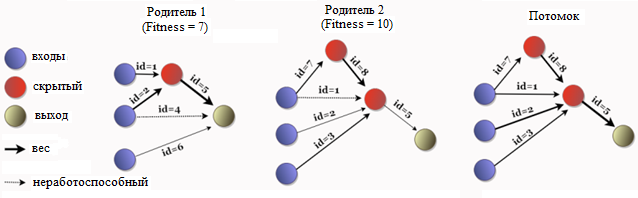 Родитель 1
(Fitness = 7)
Родитель 2
(Fitness = 10)
Потомок
входы
скрытый
выход
вес
неработоспособный
id=1
id=2
id=5
id=4
id=6
id=7
id=8
id=1
id=2
id=5
id=3
id=7
id=8
id=1
id=2
id=5
id=3